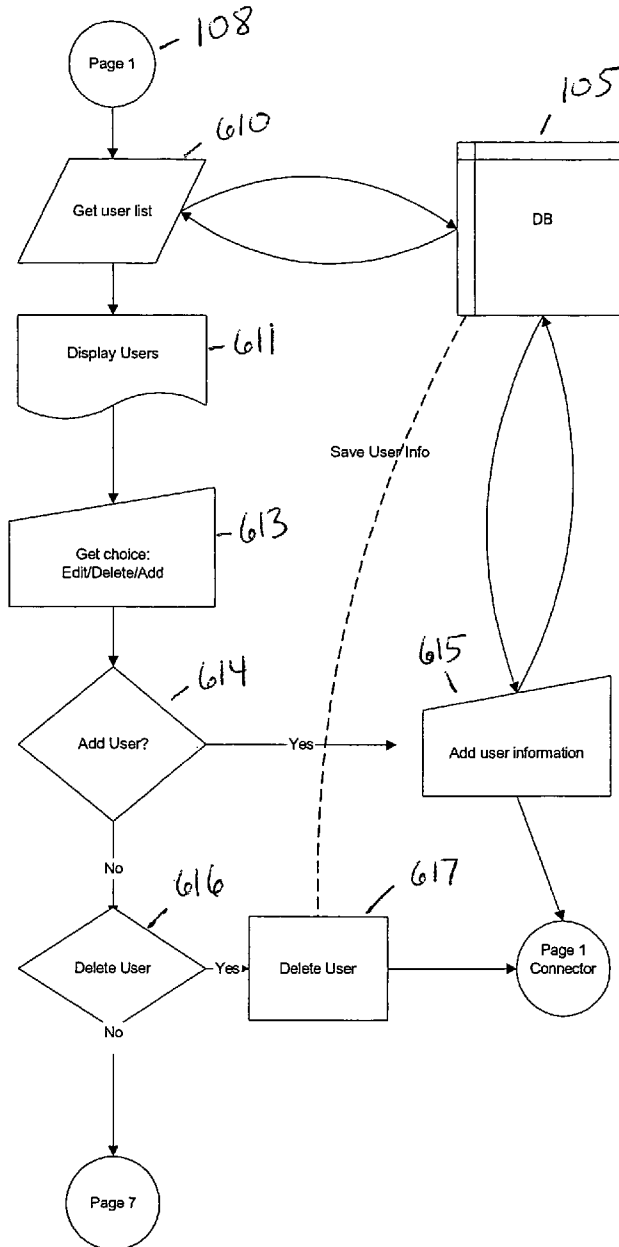 Page 1
108
610
105
Get user list
DB
Display Users
611
Save User Info
613
Get choice:
Edit/Delete/Add
614
615
Add User?
Yes
Add user information
No
616
617
Delete User
Yes
Delete User
Page 1
Connector
No
Page 7